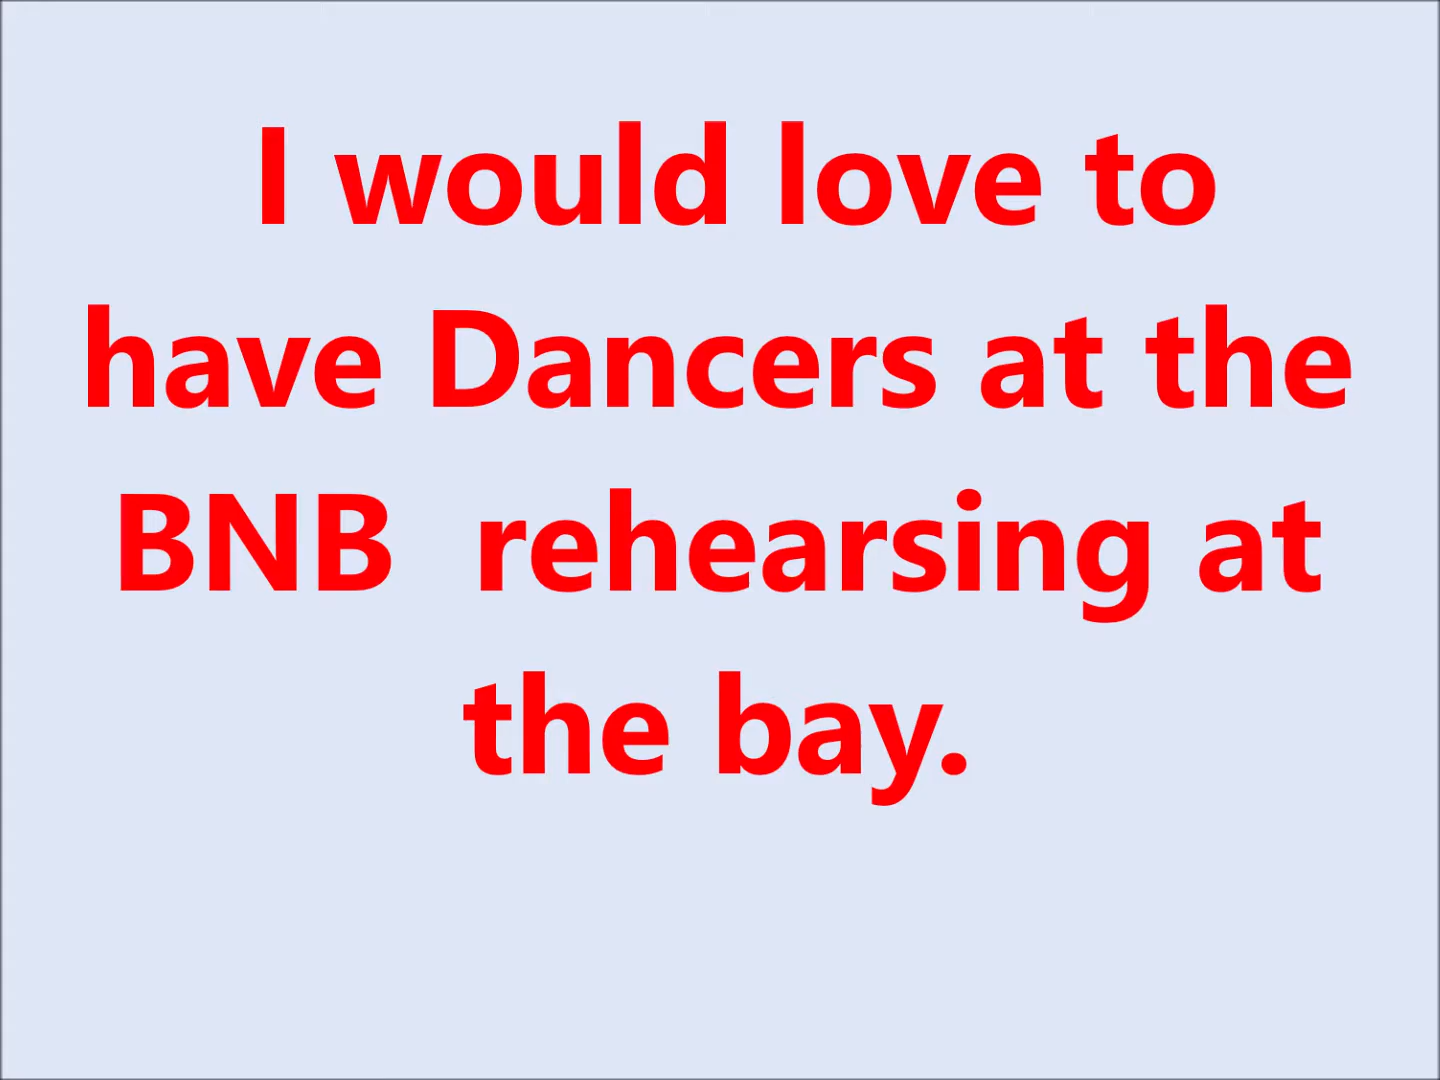 I would love to
have Dancers at the
BNB  rehearsing at
the bay.